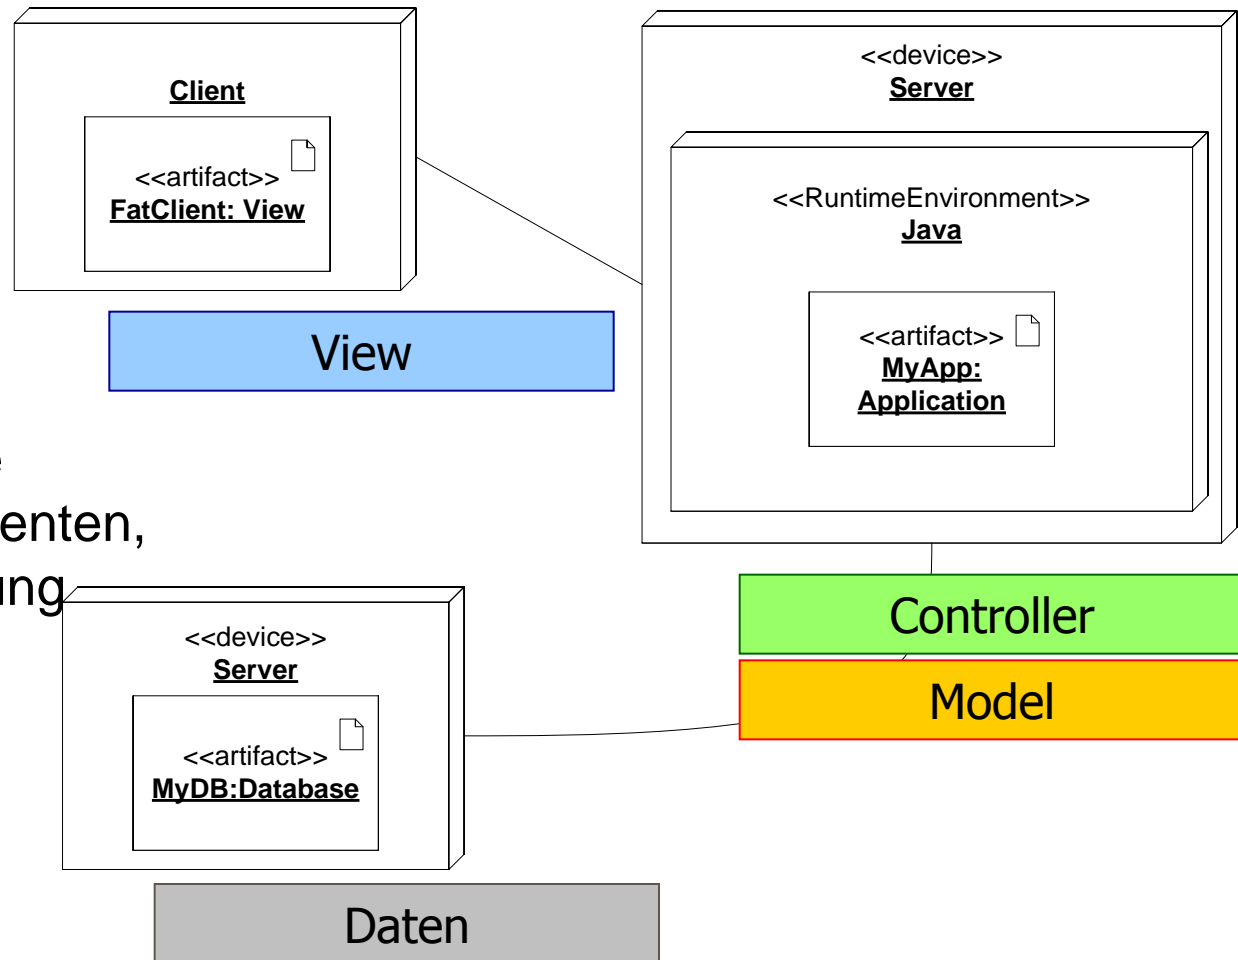 Client
<<artifact>>
FatClient: View
View
<<device>>
Server
<<RuntimeEnvironment>>
Java
<<artifact>>
MyApp:
Application
Controller
Model
<<device>>
Server
<<artifact>>
MyDB:Database
Daten
enten,
ung